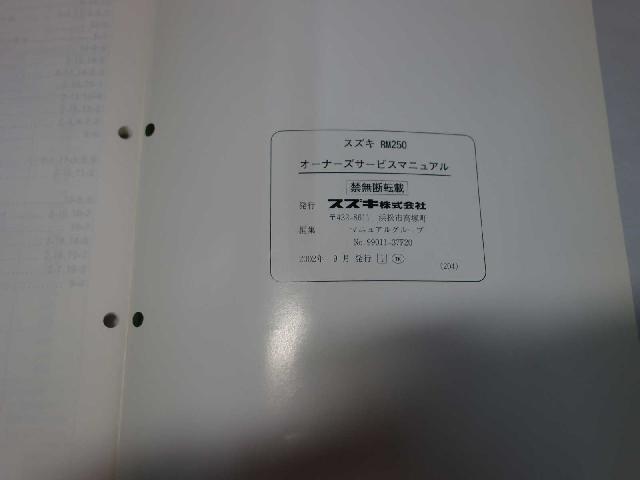 スズキ RM250
オーナーズサービスマニュアル
禁無断転載
発行 スズキ株式会社
〒432-8611 浜松市高塚町
編集 マニュアルグループ
No.99011-37720
2002年 9月 発行 TK
(204)